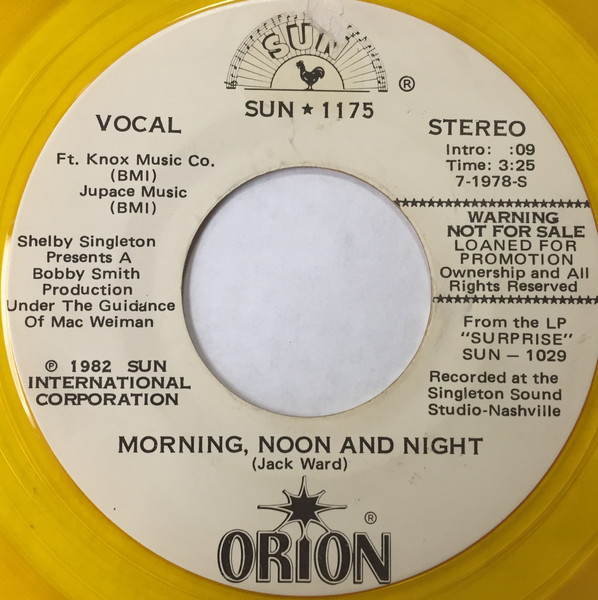 SUN
®
SUN ★ 1175
VOCAL
Ft. Knox Music Co.
(BMI)
Jupace Music
(BMI)
Shelby Singleton
Presents A
Bobby Smith
Production
Under The Guidance
Of Mac Weiman
℗ 1982 SUN
INTERNATIONAL
CORPORATION
STEREO
Intro: :09
Time: 3:25
7-1978-S
WARNING
NOT FOR SALE
LOANED FOR
PROMOTION
Ownership and All
Rights Reserved
From the LP
"SURPRISE"
SUN – 1029
Recorded at the
Singleton Sound
Studio-Nashville
MORNING, NOON AND NIGHT
(Jack Ward)
ORION ®